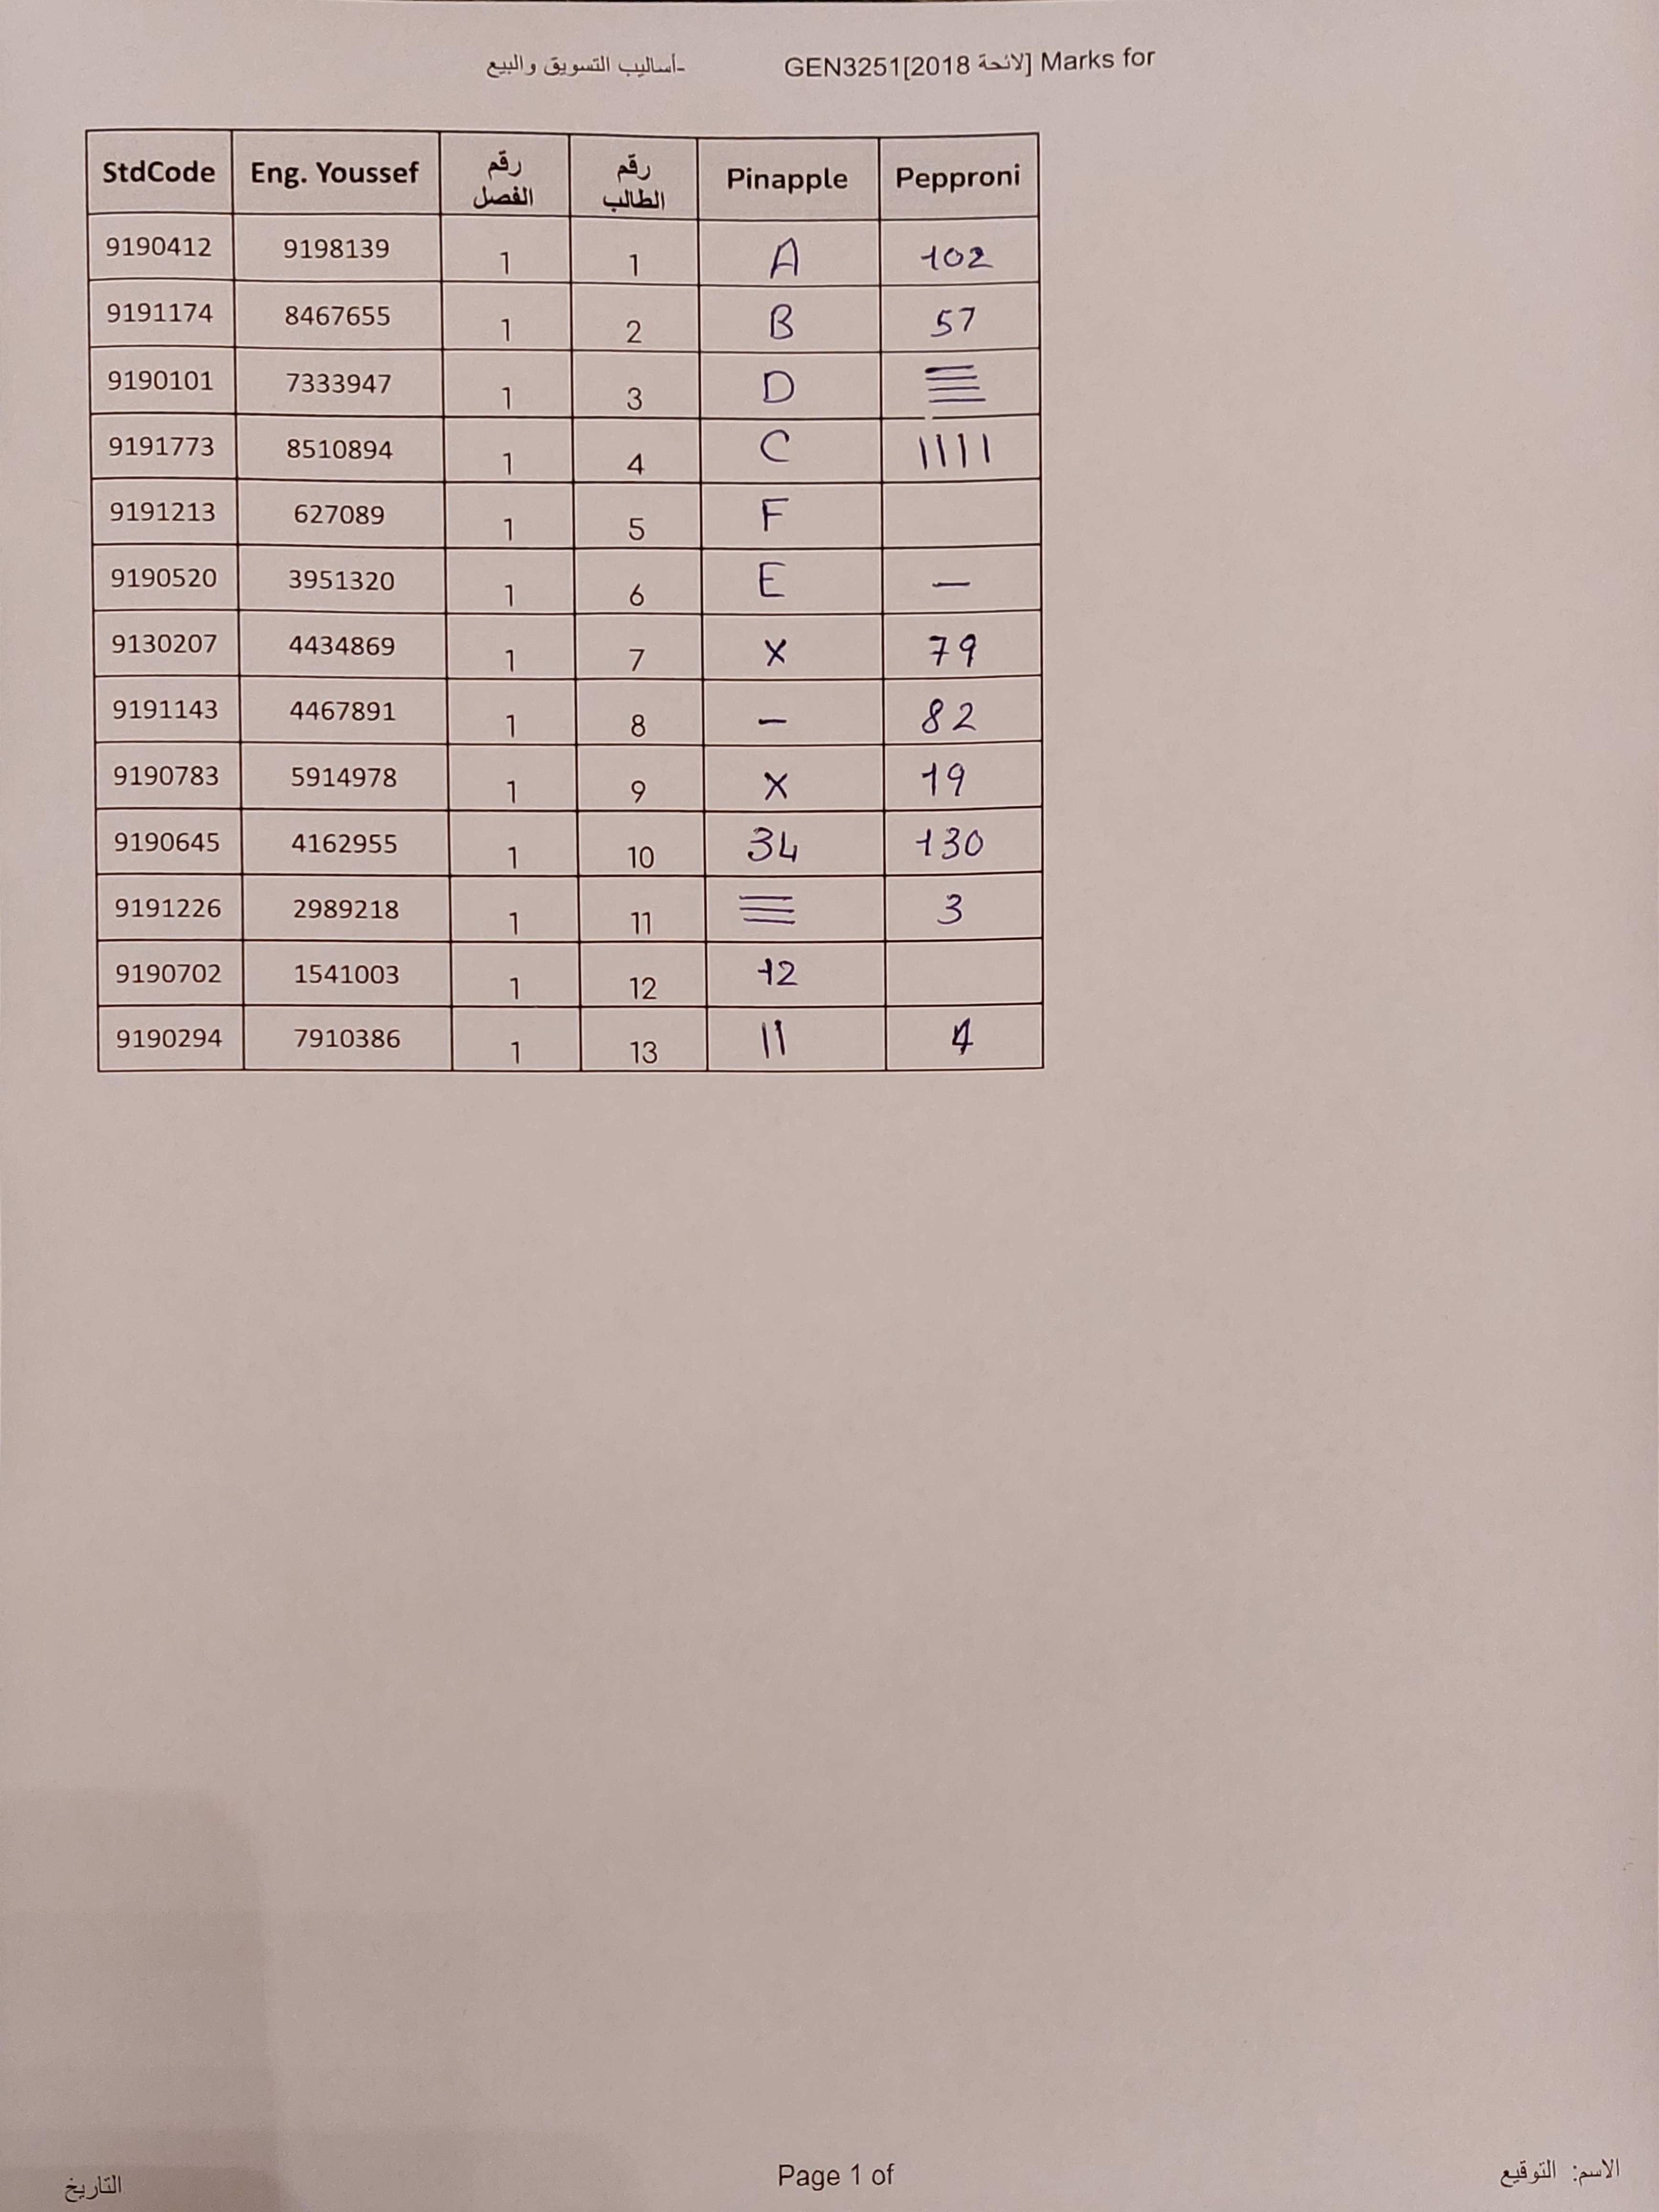 GEN3251[2018 لائحة] Marks for -أساليب التسويق والبيع
StdCode Eng. Youssef رقم الفصل رقم الطالب Pinapple Pepproni
9190412 9198139 1 1 A 102
9191174 8467655 1 2 B 57
9190101 7333947 1 3 D
9191773 8510894 1 4 C ||||
9191213 627089 1 5 F
9190520 3951320 1 6 E —
9130207 4434869 1 7 X 79
9191143 4467891 1 8 — 82
9190783 5914978 1 9 X 19
9190645 4162955 1 10 34 130
9191226 2989218 1 11 ≡ 3
9190702 1541003 1 12 12
9190294 7910386 1 13 || 4
الاسم: التوقيع Page 1 of التاريخ